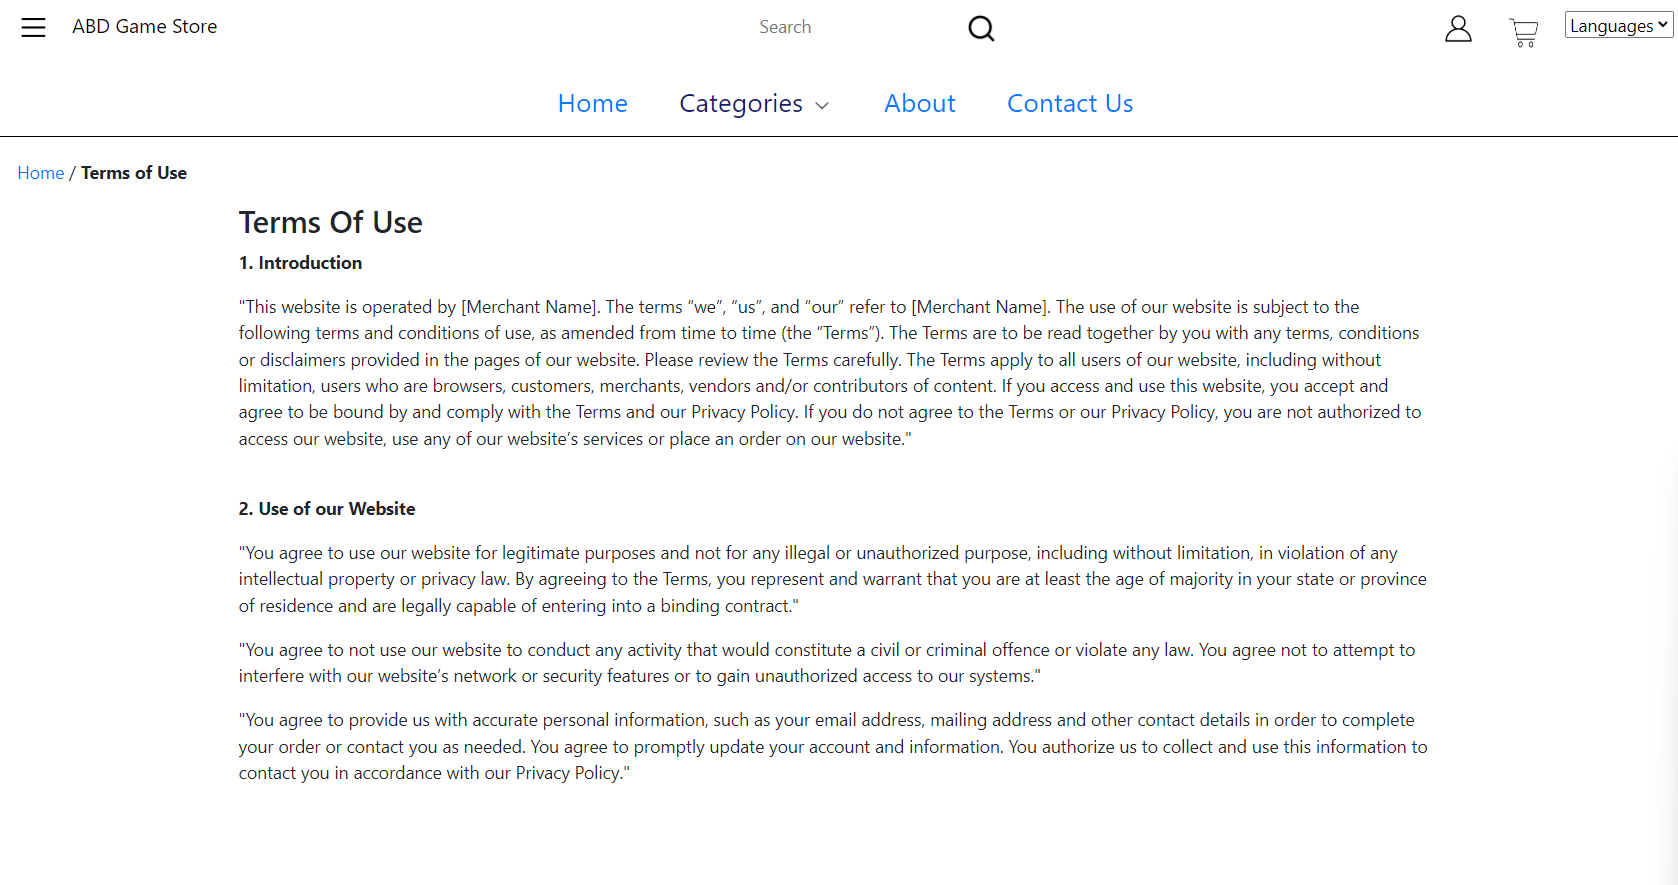 ABD Game Store
Search
Languages
Home
Categories
About
Contact Us
Home / Terms of Use
Terms Of Use
1. Introduction
"This website is operated by [Merchant Name]. The terms “we”, “us”, and “our” refer to [Merchant Name]. The use of our website is subject to the
following terms and conditions of use, as amended from time to time (the “Terms”). The Terms are to be read together by you with any terms, conditions
or disclaimers provided in the pages of our website. Please review the Terms carefully. The Terms apply to all users of our website, including without
limitation, users who are browsers, customers, merchants, vendors and/or contributors of content. If you access and use this website, you accept and
agree to be bound by and comply with the Terms and our Privacy Policy. If you do not agree to the Terms or our Privacy Policy, you are not authorized to
access our website, use any of our website’s services or place an order on our website."
2. Use of our Website
"You agree to use our website for legitimate purposes and not for any illegal or unauthorized purpose, including without limitation, in violation of any
intellectual property or privacy law. By agreeing to the Terms, you represent and warrant that you are at least the age of majority in your state or province
of residence and are legally capable of entering into a binding contract."
"You agree to not use our website to conduct any activity that would constitute a civil or criminal offence or violate any law. You agree not to attempt to
interfere with our website’s network or security features or to gain unauthorized access to our systems."
"You agree to provide us with accurate personal information, such as your email address, mailing address and other contact details in order to complete
your order or contact you as needed. You agree to promptly update your account and information. You authorize us to collect and use this information to
contact you in accordance with our Privacy Policy."